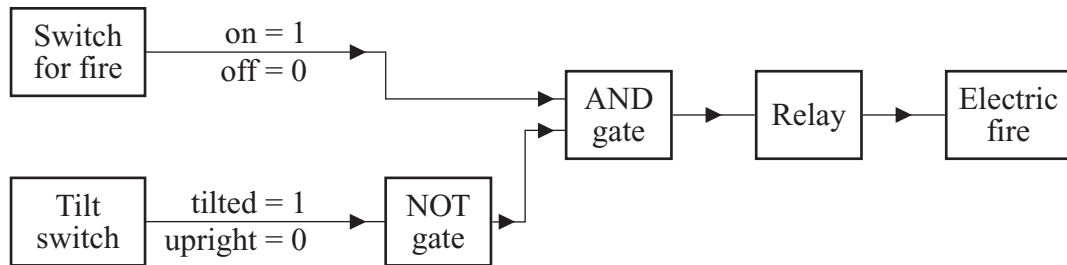 Switch
for fire
on = 1
off = 0
AND
gate
Relay
Electric
fire
Tilt
switch
tilted = 1
upright = 0
NOT
gate